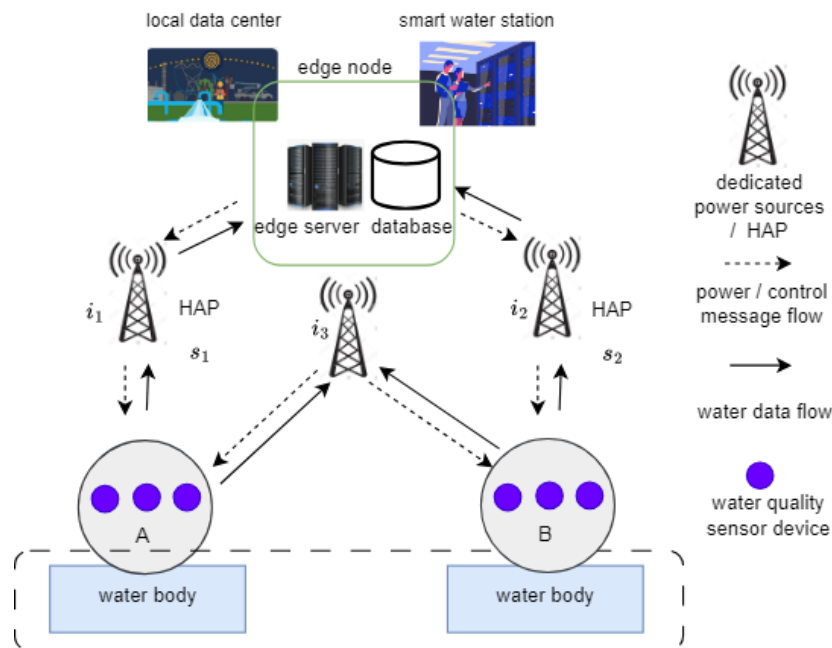 local data center
smart water station
edge node
edge server
database
dedicated
power sources
/ HAP
power / control
message flow
water data flow
water quality
sensor device
i₁
HAP
s₁
i₃
i₂
HAP
s₂
A
B
water body
water body